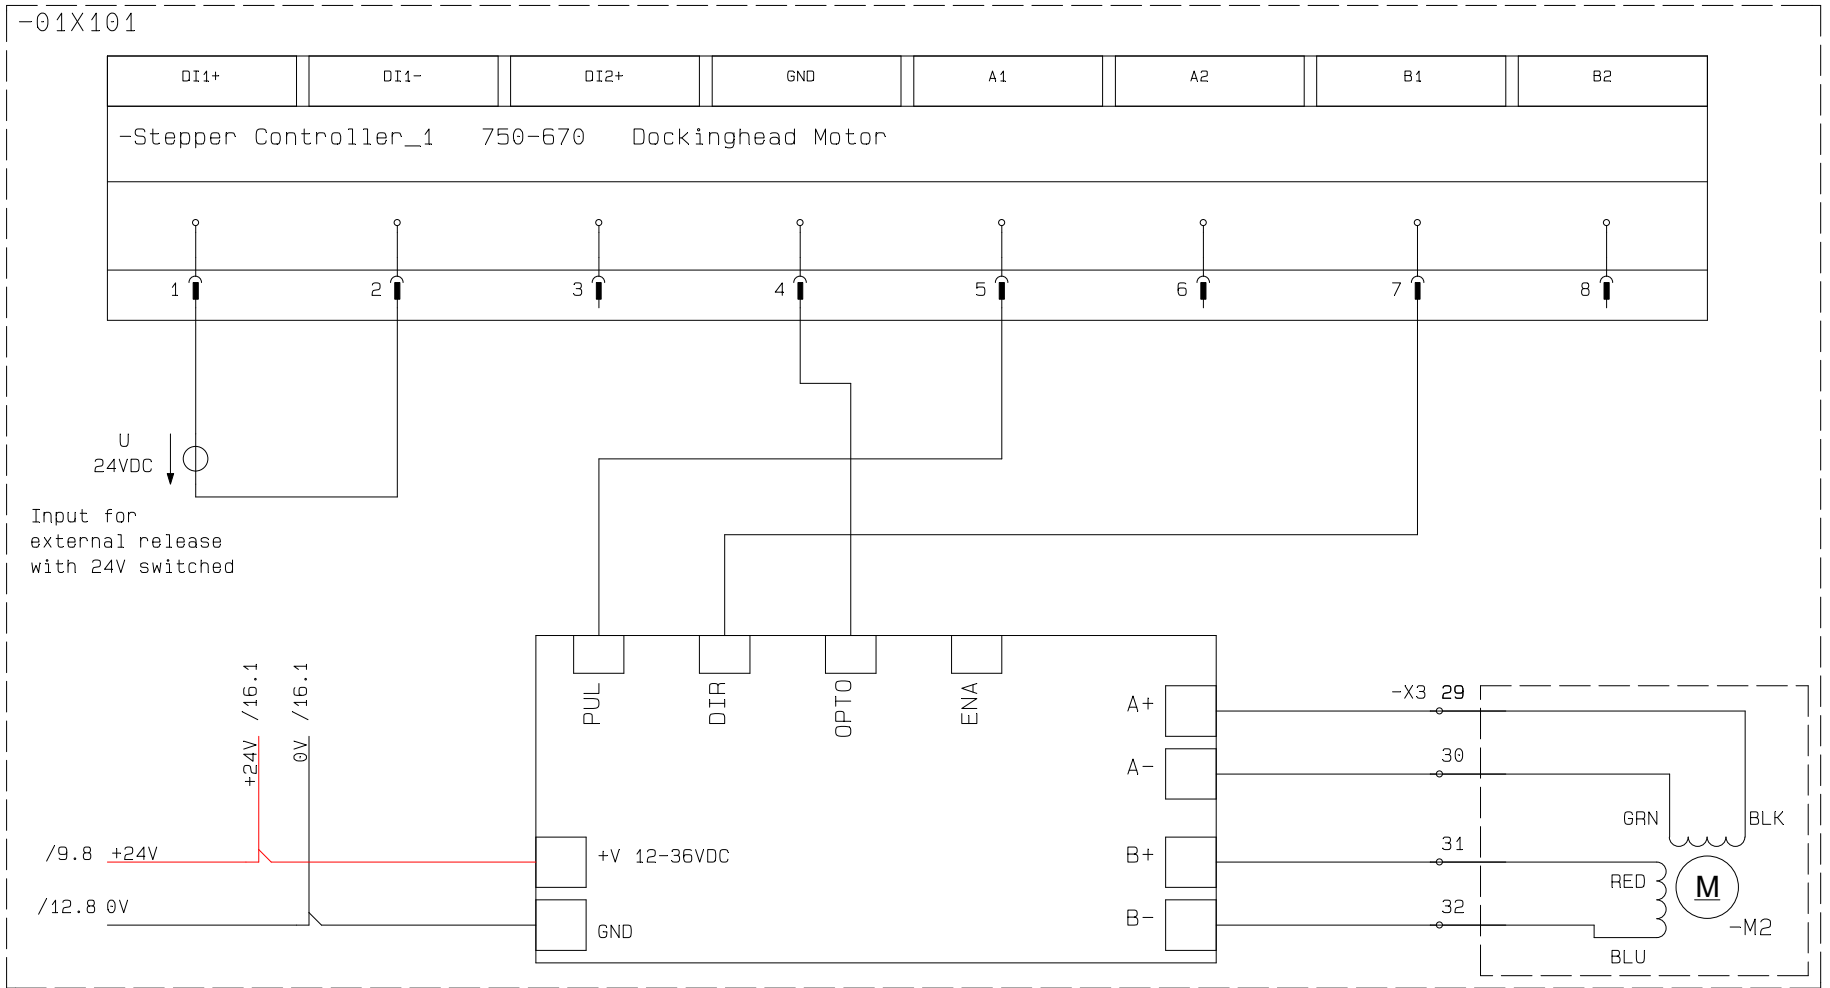 -01X101
DI1+ DI1- DI2+ GND A1 A2 B1 B2
-Stepper Controller_1 750-670 Dockinghead Motor
1 2 3 4 5 6 7 8
U
24VDC
Input for
external release
with 24V switched
+24V /16.1
0V /16.1
PUL
DIR
OPTO
ENA
/9.8 +24V
/12.8 0V
+V 12-36VDC
GND
A+
A-
B+
B-
-X3 29
30
31
32
GRN
BLK
RED
BLU
M
-M2